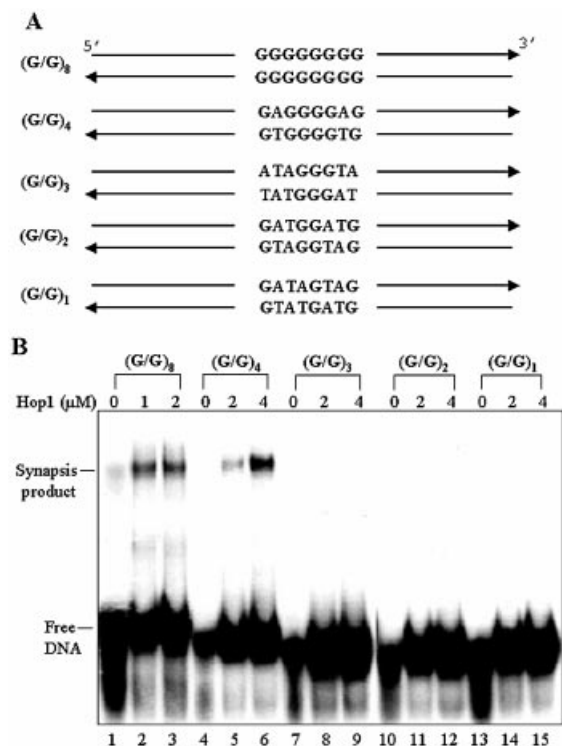 A
5′ GGGGGGGG 3′
(G/G)8
GGGGGGGG
GAGGGGAG
(G/G)4
GTGGGGTG
ATAGGGTA
(G/G)3
TATGGGAT
GATGGATG
(G/G)2
GTAGGTAG
GATAGTAG
(G/G)1
GTATGATG
B
(G/G)8 (G/G)4 (G/G)3 (G/G)2 (G/G)1
Hop1 (μM) 0 1 2 0 2 4 0 2 4 0 2 4 0 2 4
Synapsis
product
Free
DNA
1 2 3 4 5 6 7 8 9 10 11 12 13 14 15